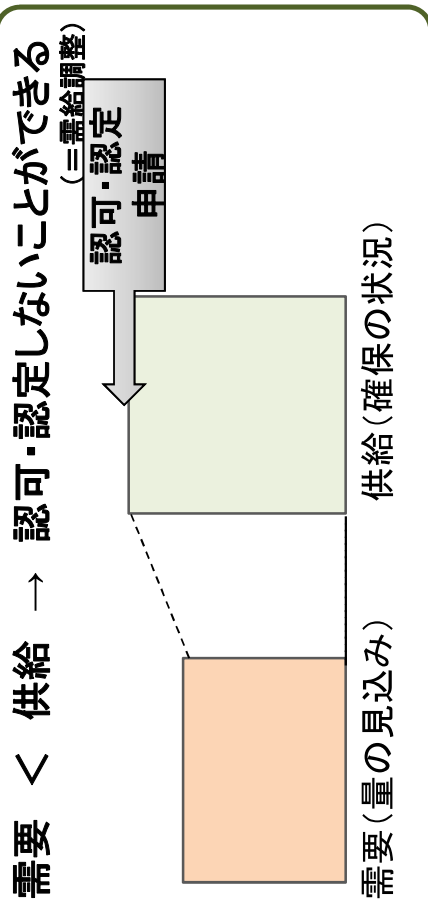 需要 ＜ 供給 → 認可・認定しないことができる
（＝需給調整）
認可・認定
申請
需要（量の見込み）
供給（確保の状況）